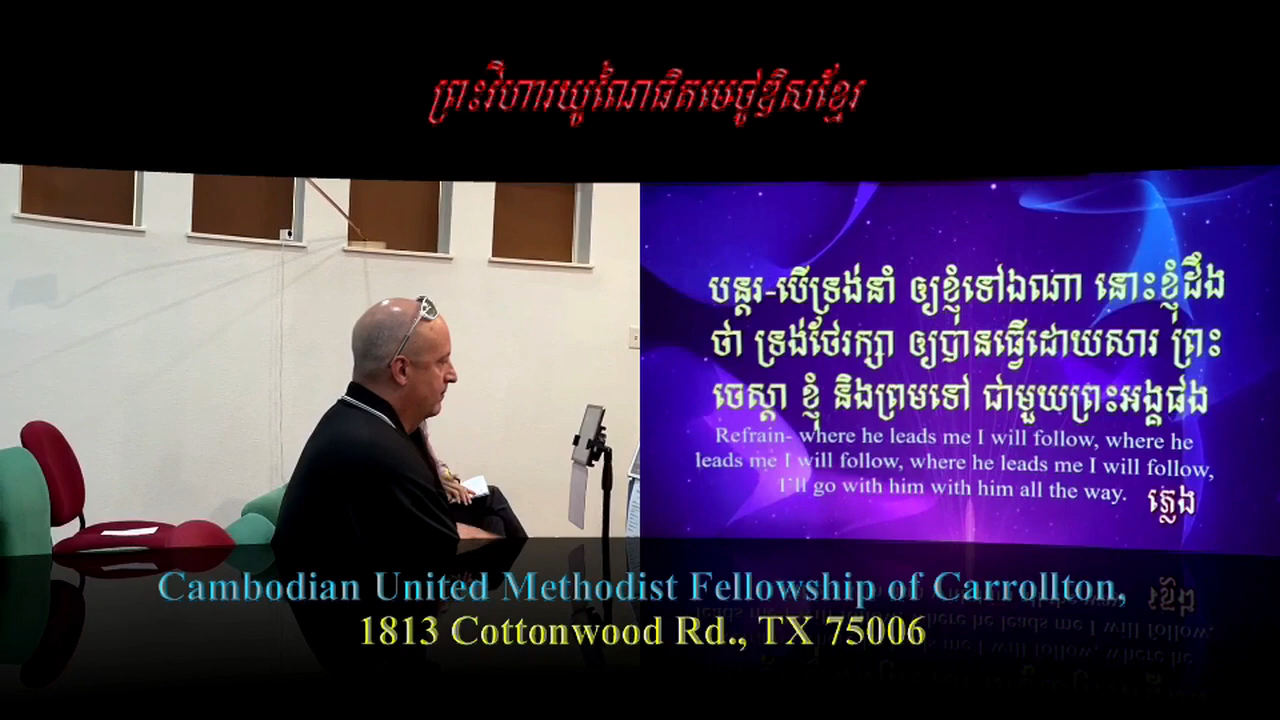 ព្រះវិហារយូណៃធិតមេថូឌីសខ្មែរ
បន្ទរ-បើទ្រង់នាំ ឲ្យខ្ញុំទៅឯណា នោះខ្ញុំដឹង
ថា ទ្រង់ថែរក្សា ឲ្យបានធ្វើដោយសារ ព្រះ
ចេស្តា ខ្ញុំ និងព្រមទៅ ជាមួយព្រះអង្គផង
Refrain- where he leads me I will follow, where he
leads me I will follow, where he leads me I will follow,
I'll go with him with him all the way.
ភ្លេង
Cambodian United Methodist Fellowship of Carrollton,
1813 Cottonwood Rd., TX 75006